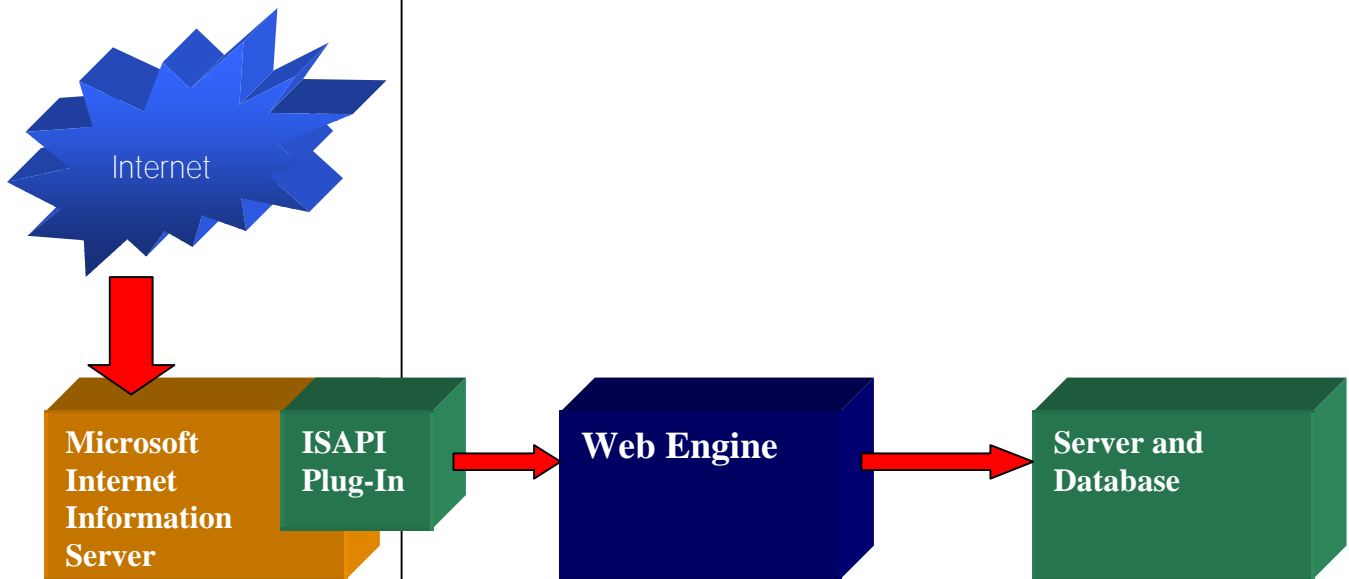 Internet
Microsoft
Internet
Information
Server
ISAPI
Plug-In
Web Engine
Server and
Database